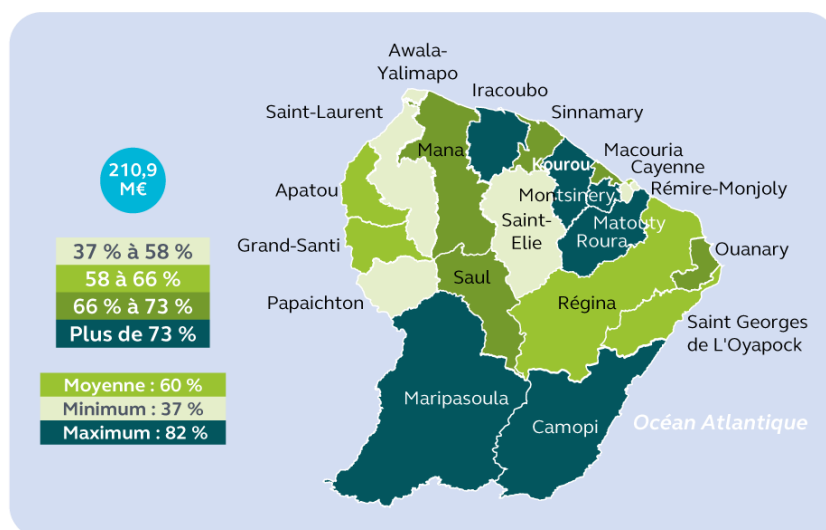 Awala-
Yalimapo
Iracoubo
Saint-Laurent
Sinnamary
Mana
Macouria
Kourou
Cayenne
210,9
M€
Rémire-Monjoly
Apatou
Montsinery
Saint-
Elie
Matouty
Roura
Grand-Santi
Ouanary
37 % à 58 %
58 à 66 %
66 % à 73 %
Plus de 73 %
Saul
Papaichton
Régina
Saint Georges
de L'Oyapock
Moyenne : 60 %
Minimum : 37 %
Maximum : 82 %
Maripasoula
Camopi
Océan Atlantique